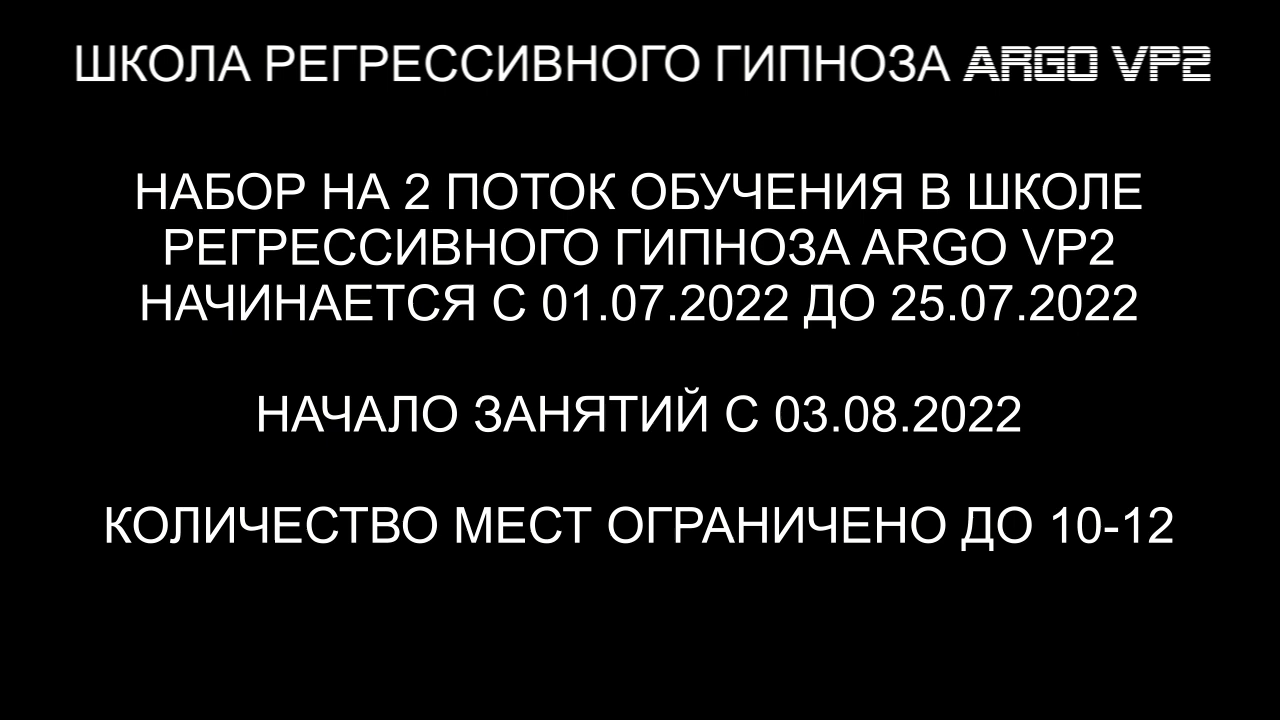 ШКОЛА РЕГРЕССИВНОГО ГИПНОЗА ARGO VP2
НАБОР НА 2 ПОТОК ОБУЧЕНИЯ В ШКОЛЕ
РЕГРЕССИВНОГО ГИПНОЗА ARGO VP2
НАЧИНАЕТСЯ С 01.07.2022 ДО 25.07.2022
НАЧАЛО ЗАНЯТИЙ С 03.08.2022
КОЛИЧЕСТВО МЕСТ ОГРАНИЧЕНО ДО 10-12